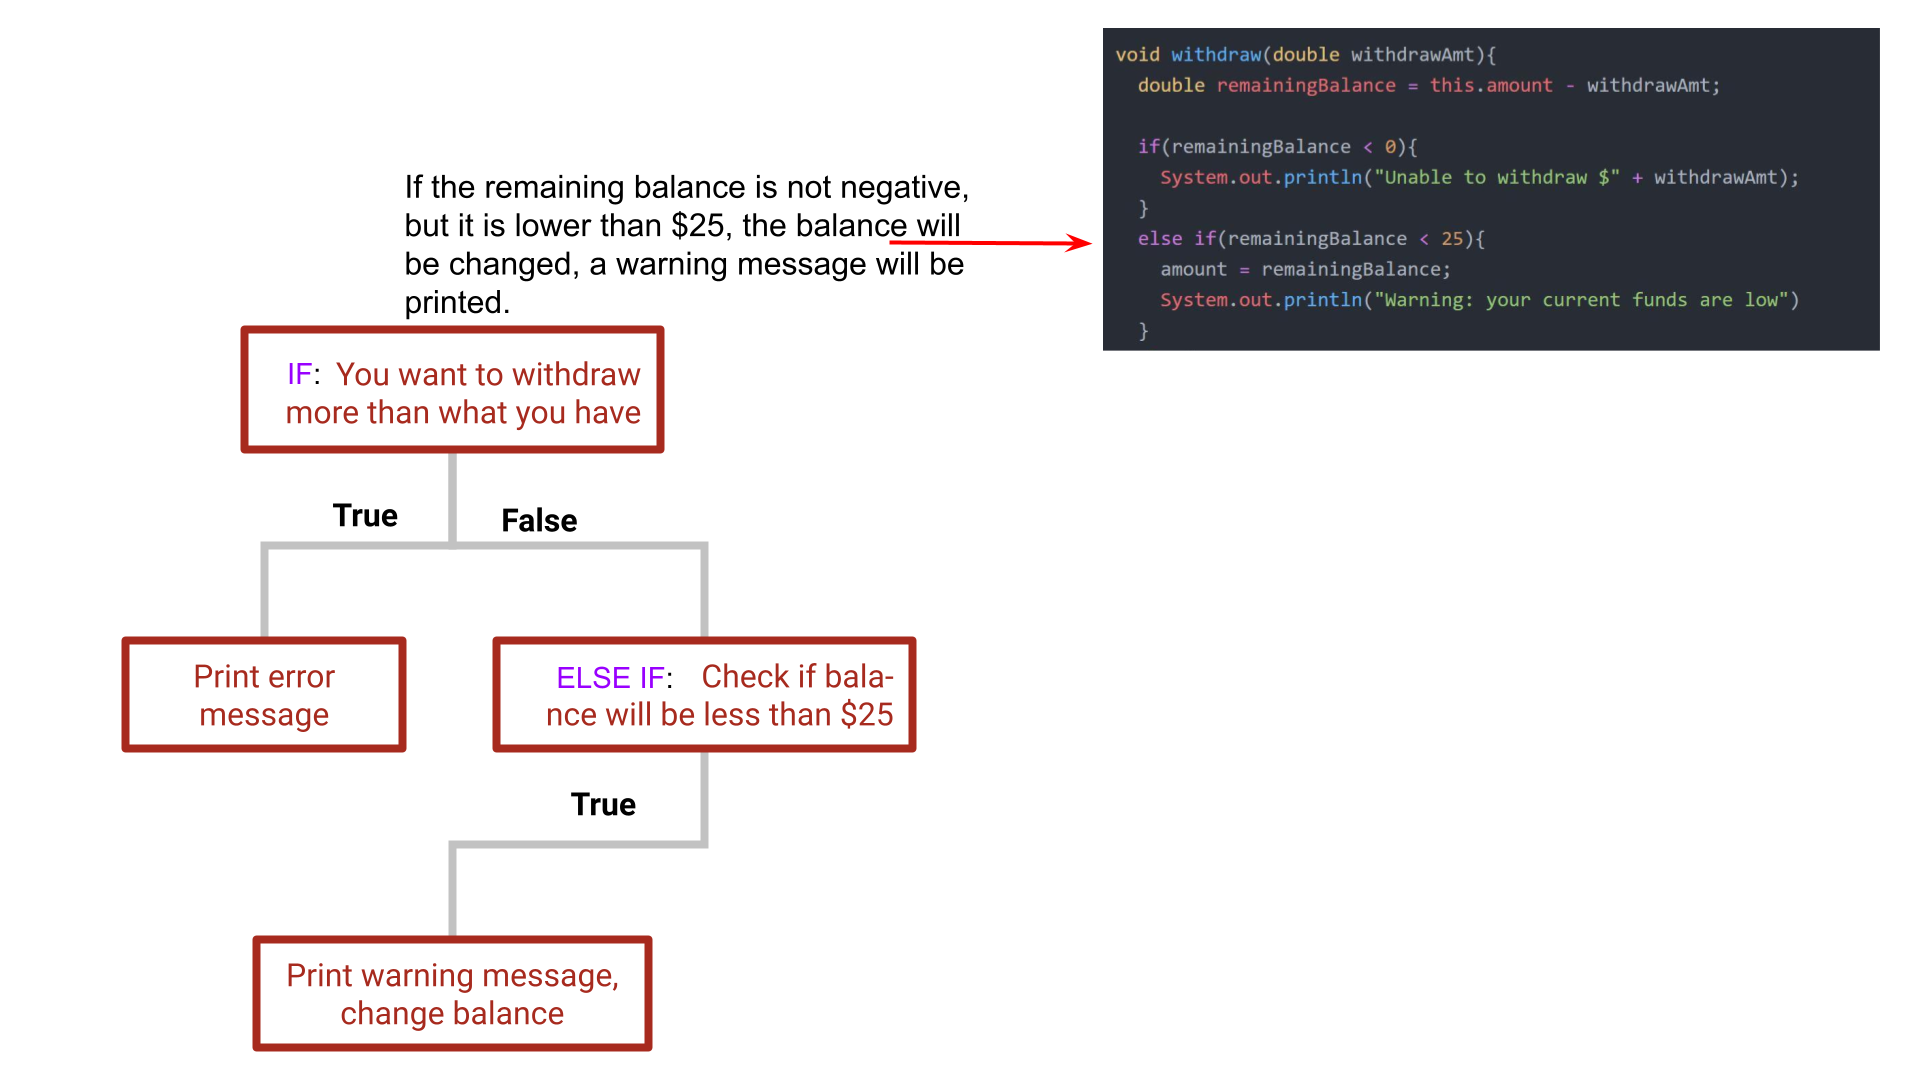 If the remaining balance is not negative,
but it is lower than $25, the balance will
be changed, a warning message will be
printed.
void withdraw(double withdrawAmt){
  double remainingBalance = this.amount - withdrawAmt;
  if(remainingBalance < 0){
    System.out.println("Unable to withdraw $" + withdrawAmt);
  }
  else if(remainingBalance < 25){
    amount = remainingBalance;
    System.out.println("Warning: your current funds are low")
  }
IF: You want to withdraw
more than what you have
True
False
Print error
message
ELSE IF: Check if bala-
nce will be less than $25
True
Print warning message,
change balance